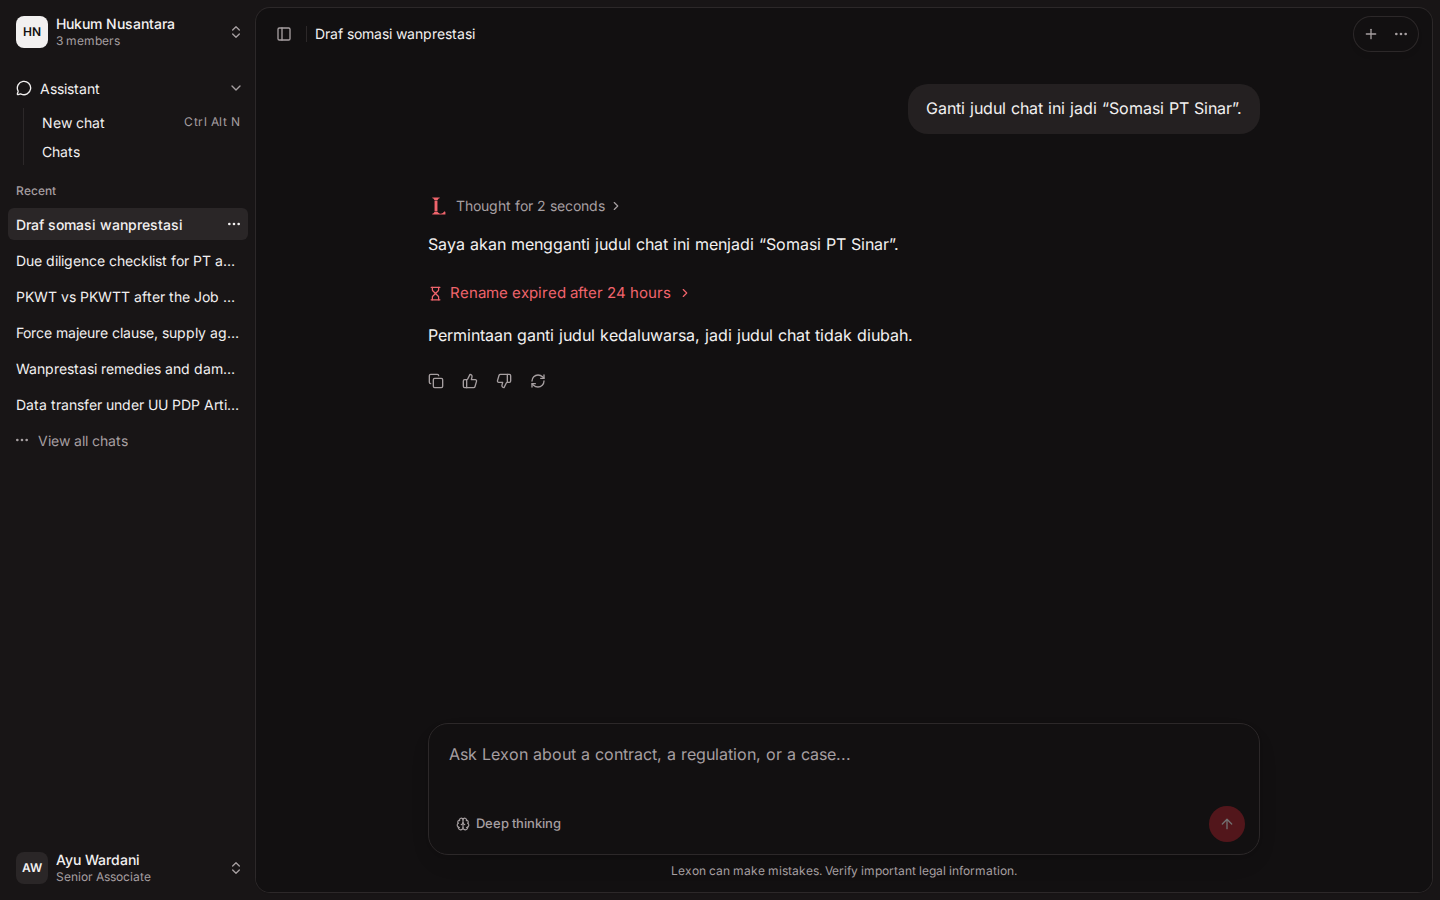 HN
Hukum Nusantara
3 members
Assistant
New chat
Ctrl Alt N
Chats
Recent
Draf somasi wanprestasi
Due diligence checklist for PT a...
PKWT vs PKWTT after the Job ...
Force majeure clause, supply ag...
Wanprestasi remedies and dam...
Data transfer under UU PDP Arti...
View all chats
AW
Ayu Wardani
Senior Associate
Draf somasi wanprestasi
Ganti judul chat ini jadi “Somasi PT Sinar”.
L
Thought for 2 seconds
Saya akan mengganti judul chat ini menjadi “Somasi PT Sinar”.
Rename expired after 24 hours
Permintaan ganti judul kedaluwarsa, jadi judul chat tidak diubah.
Ask Lexon about a contract, a regulation, or a case...
Deep thinking
Lexon can make mistakes. Verify important legal information.